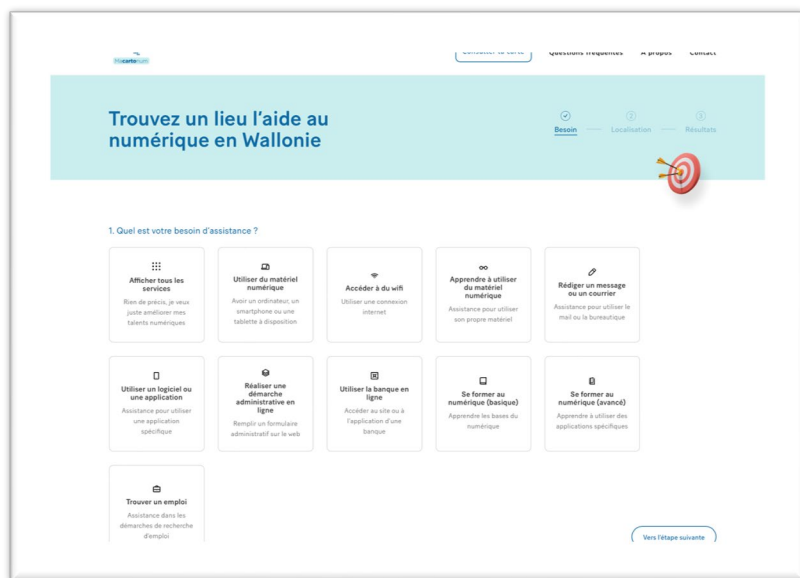 Macartonum
Consulter la carte Questions fréquentes A propos Contact
Trouvez un lieu l'aide au
numérique en Wallonie
2 3
Besoin Localisation Résultats
1. Quel est votre besoin d'assistance ?
Afficher tous les
services
Rien de précis, je veux
juste améliorer mes
talents numériques
Utiliser du matériel
numérique
Avoir un ordinateur, un
smartphone ou une
tablette à disposition
Accéder à du wifi
Utiliser une connexion
internet
Apprendre à utiliser
du matériel
numérique
Assistance pour utiliser
son propre matériel
Rédiger un message
ou un courrier
Assistance pour utiliser le
mail ou la bureautique
Utiliser un logiciel ou
une application
Assistance pour utiliser
une application
spécifique
Réaliser une
démarche
administrative en
ligne
Remplir un formulaire
administratif sur le web
Utiliser la banque en
ligne
Accéder au site ou à
l'application d'une
banque
Se former au
numérique (basique)
Apprendre les bases du
numérique
Se former au
numérique (avancé)
Apprendre à utiliser des
applications spécifiques
Trouver un emploi
Assistance dans les
démarches de recherche
d'emploi
Vers l'étape suivante